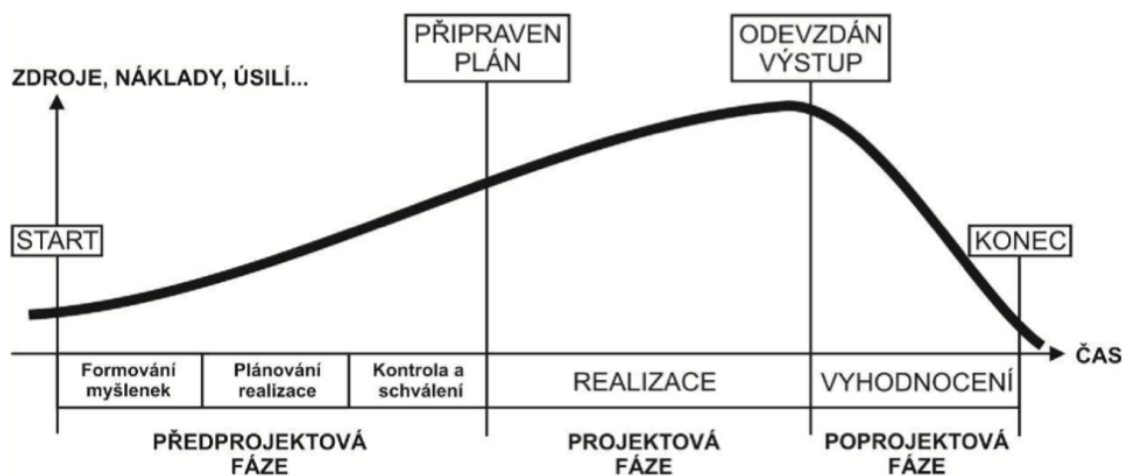 PŘIPRAVEN
PLÁN
ODEVZDÁN
VÝSTUP
ZDROJE, NÁKLADY, ÚSILÍ...
START
KONEC
ČAS
Formování
myšlenek
Plánování
realizace
Kontrola a
schválení
REALIZACE
VYHODNOCENÍ
PŘEDPROJEKTOVÁ
FÁZE
PROJEKTOVÁ
FÁZE
POPROJEKTOVÁ
FÁZE